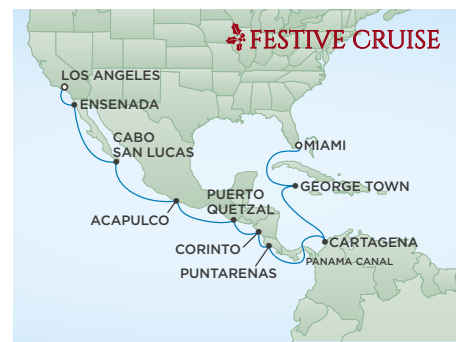 FESTIVE CRUISE
LOS ANGELES
ENSENADA
CABO
SAN LUCAS
MIAMI
GEORGE TOWN
PUERTO
QUETZAL
ACAPULCO
CORINTO
CARTAGENA
PANAMA CANAL
PUNTARENAS